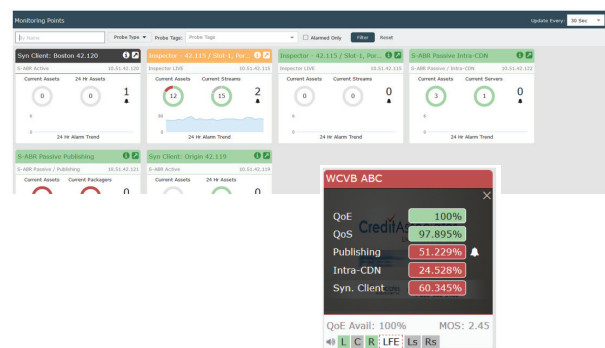 Monitoring Points
Update Every: 30 Sec
By Name
Probe Type
Probe Tags:
Probe Tags
Alarmed Only
Filter
Reset
Syn Client: Boston 42.120
S-ABR Active 10.51.42.120
Current Assets 24 Hr Assets
0 0 1
6
0
24 Hr Alarm Trend
Inspector - 42.115 / Slot-1, Por...
Inspector LIVE 10.51.42.115
Current Assets Current Streams
12 15 2
0
24 Hr Alarm Trend
Inspector - 42.115 / Slot-1, Por...
Inspector LIVE 10.51.42.115
Current Assets Current Streams
0 0 0
6
0
24 Hr Alarm Trend
S-ABR Passive Intra-CDN
S-ABR Passive / Intra-CDN 10.51.42.122
Current Assets Current Servers
3 1 0
6
0
24 Hr Alarm Trend
S-ABR Passive Publishing
S-ABR Passive / Publishing 10.51.42.121
Current Assets Current Packagers
Syn Client: Origin 42.119
S-ABR Active 10.51.42.119
Current Assets 24 Hr Assets
WCVB ABC
QoE 100%
QoS 97.895%
Publishing 51.229%
Intra-CDN 24.528%
Syn. Client 60.345%
QoE Avail: 100% MOS: 2.45
L C R LFE Ls Rs